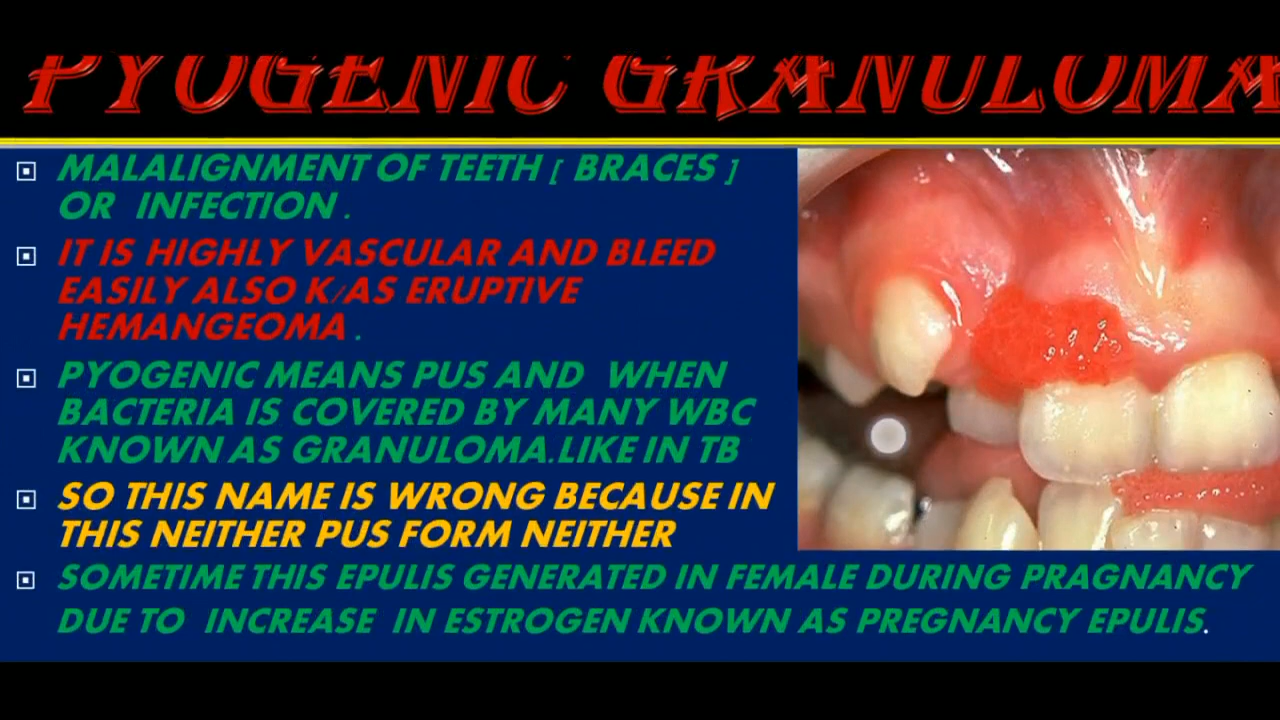 PYOGENIC GRANULOMA
MALALIGNMENT OF TEETH [ BRACES ]
OR INFECTION .
IT IS HIGHLY VASCULAR AND BLEED
EASILY ALSO K/AS ERUPTIVE
HEMANGEOMA .
PYOGENIC MEANS PUS AND WHEN
BACTERIA IS COVERED BY MANY WBC
KNOWN AS GRANULOMA.LIKE IN TB
SO THIS NAME IS WRONG BECAUSE IN
THIS NEITHER PUS FORM NEITHER
SOMETIME THIS EPULIS GENERATED IN FEMALE DURING PRAGNANCY
DUE TO INCREASE IN ESTROGEN KNOWN AS PREGNANCY EPULIS.